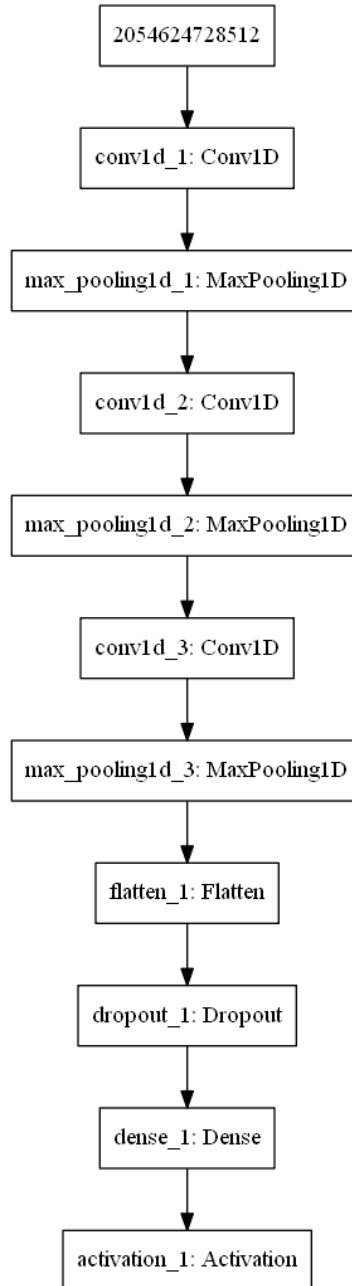 2054624728512
conv1d_1: Conv1D
max_pooling1d_1: MaxPooling1D
conv1d_2: Conv1D
max_pooling1d_2: MaxPooling1D
conv1d_3: Conv1D
max_pooling1d_3: MaxPooling1D
flatten_1: Flatten
dropout_1: Dropout
dense_1: Dense
activation_1: Activation